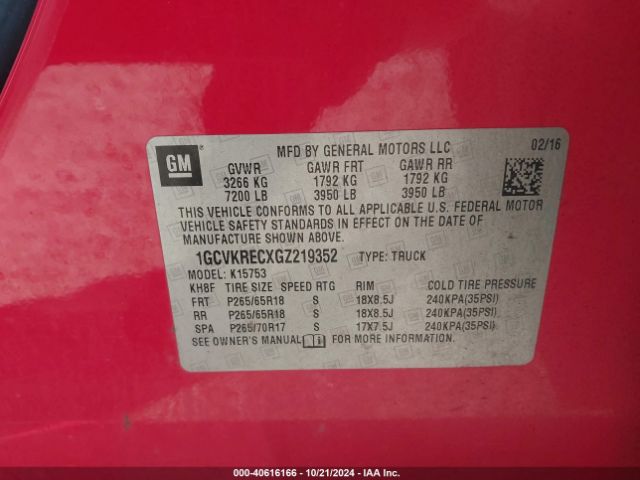 MFD BY GENERAL MOTORS LLC 02/16
GM
GVWR GAWR FRT GAWR RR
3266 KG 1792 KG 1792 KG
7200 LB 3950 LB 3950 LB
THIS VEHICLE CONFORMS TO ALL APPLICABLE U.S. FEDERAL MOTOR
VEHICLE SAFETY STANDARDS IN EFFECT ON THE DATE OF
MANUFACTURE SHOWN ABOVE.
1GCVKRECXGZ219352 TYPE: TRUCK
MODEL: K15753
KH8F TIRE SIZE SPEED RTG RIM COLD TIRE PRESSURE
FRT P265/65R18 S 18X8.5J 240KPA(35PSI)
RR P265/65R18 S 18X8.5J 240KPA(35PSI)
SPA P265/70R17 S 17X7.5J 240KPA(35PSI)
SEE OWNER'S MANUAL FOR MORE INFORMATION.
000-40616166 - 10/21/2024 - IAA Inc.